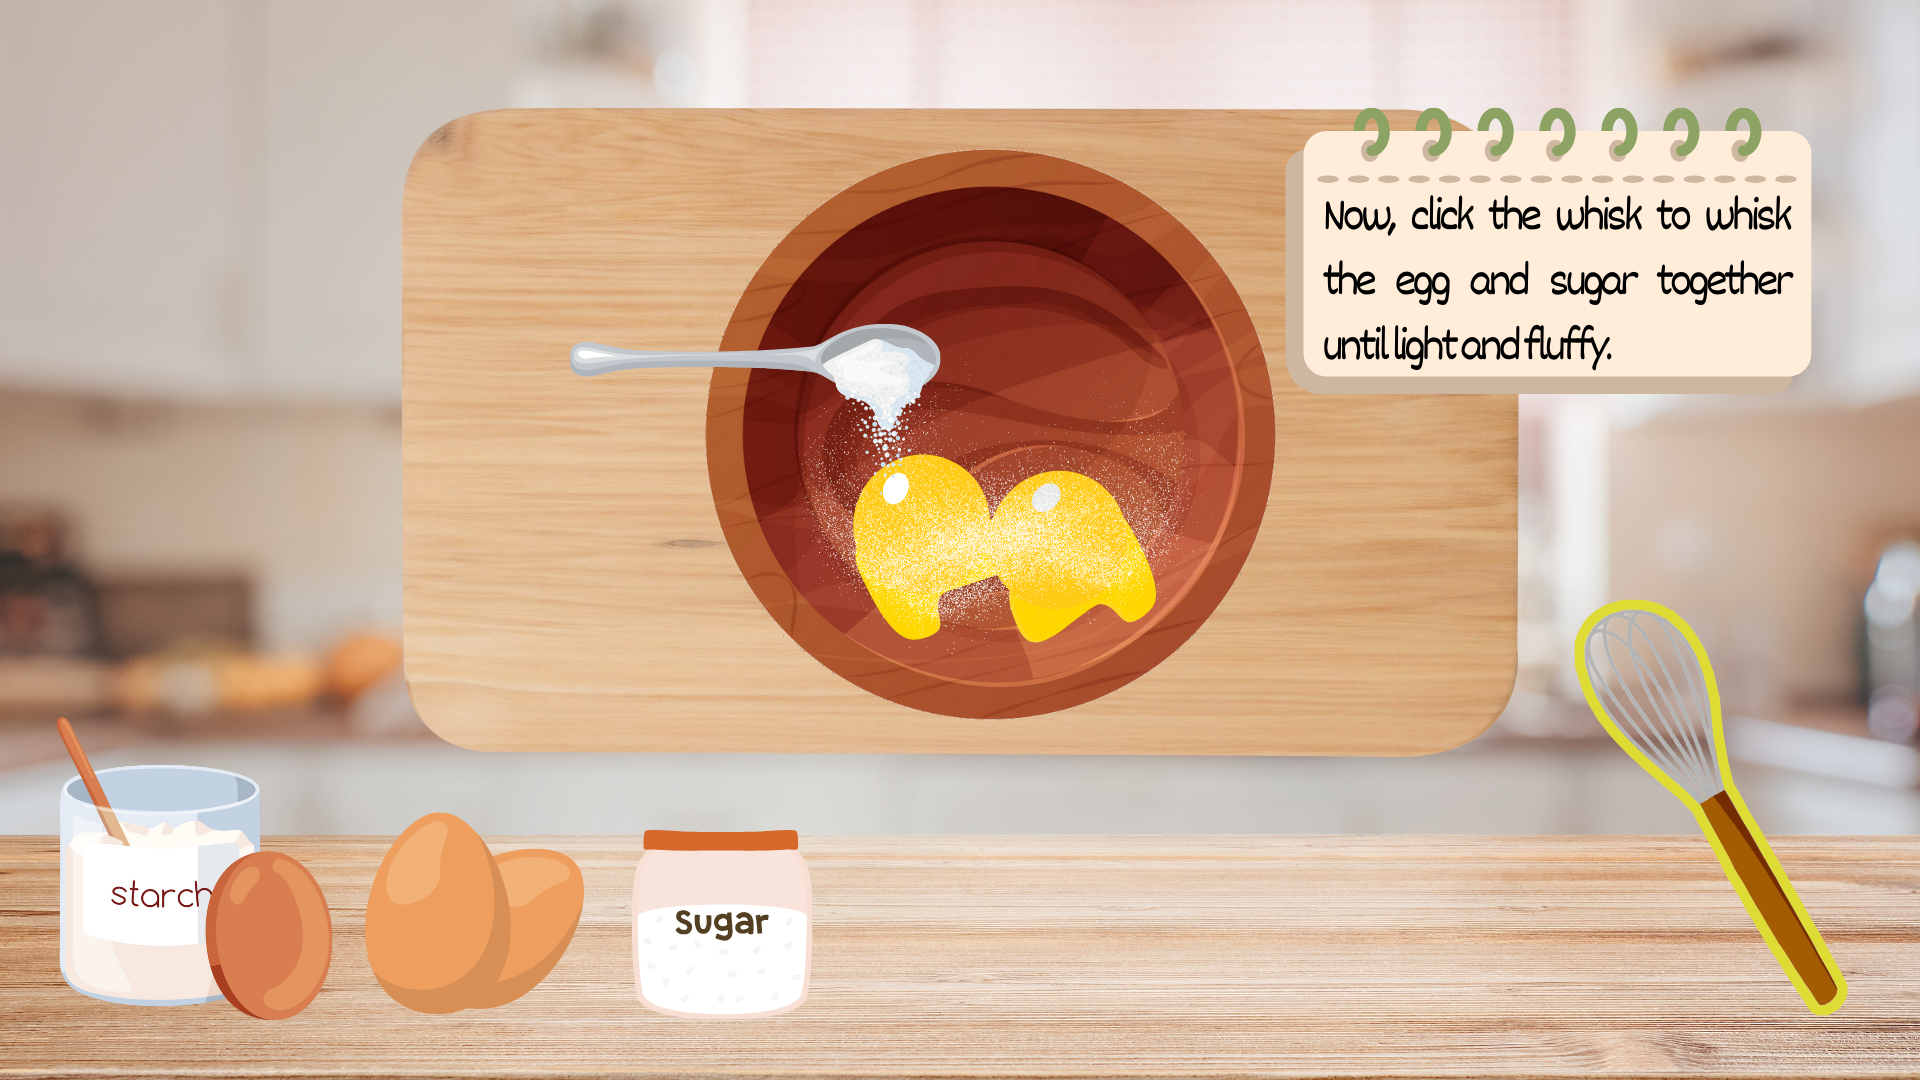 Now, click the whisk to whisk
the egg and sugar together
until light and fluffy.
starch
Sugar